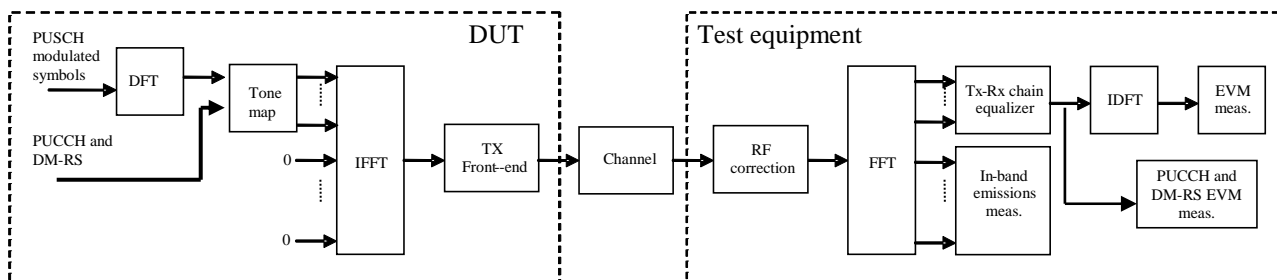 DUT
Test equipment
PUSCH
modulated
symbols
DFT
Tone
map
PUCCH and
DM-RS
0
0
IFFT
TX
Front--end
Channel
RF
correction
FFT
Tx-Rx chain
equalizer
IDFT
EVM
meas.
In-band
emissions
meas.
PUCCH and
DM-RS EVM
meas.